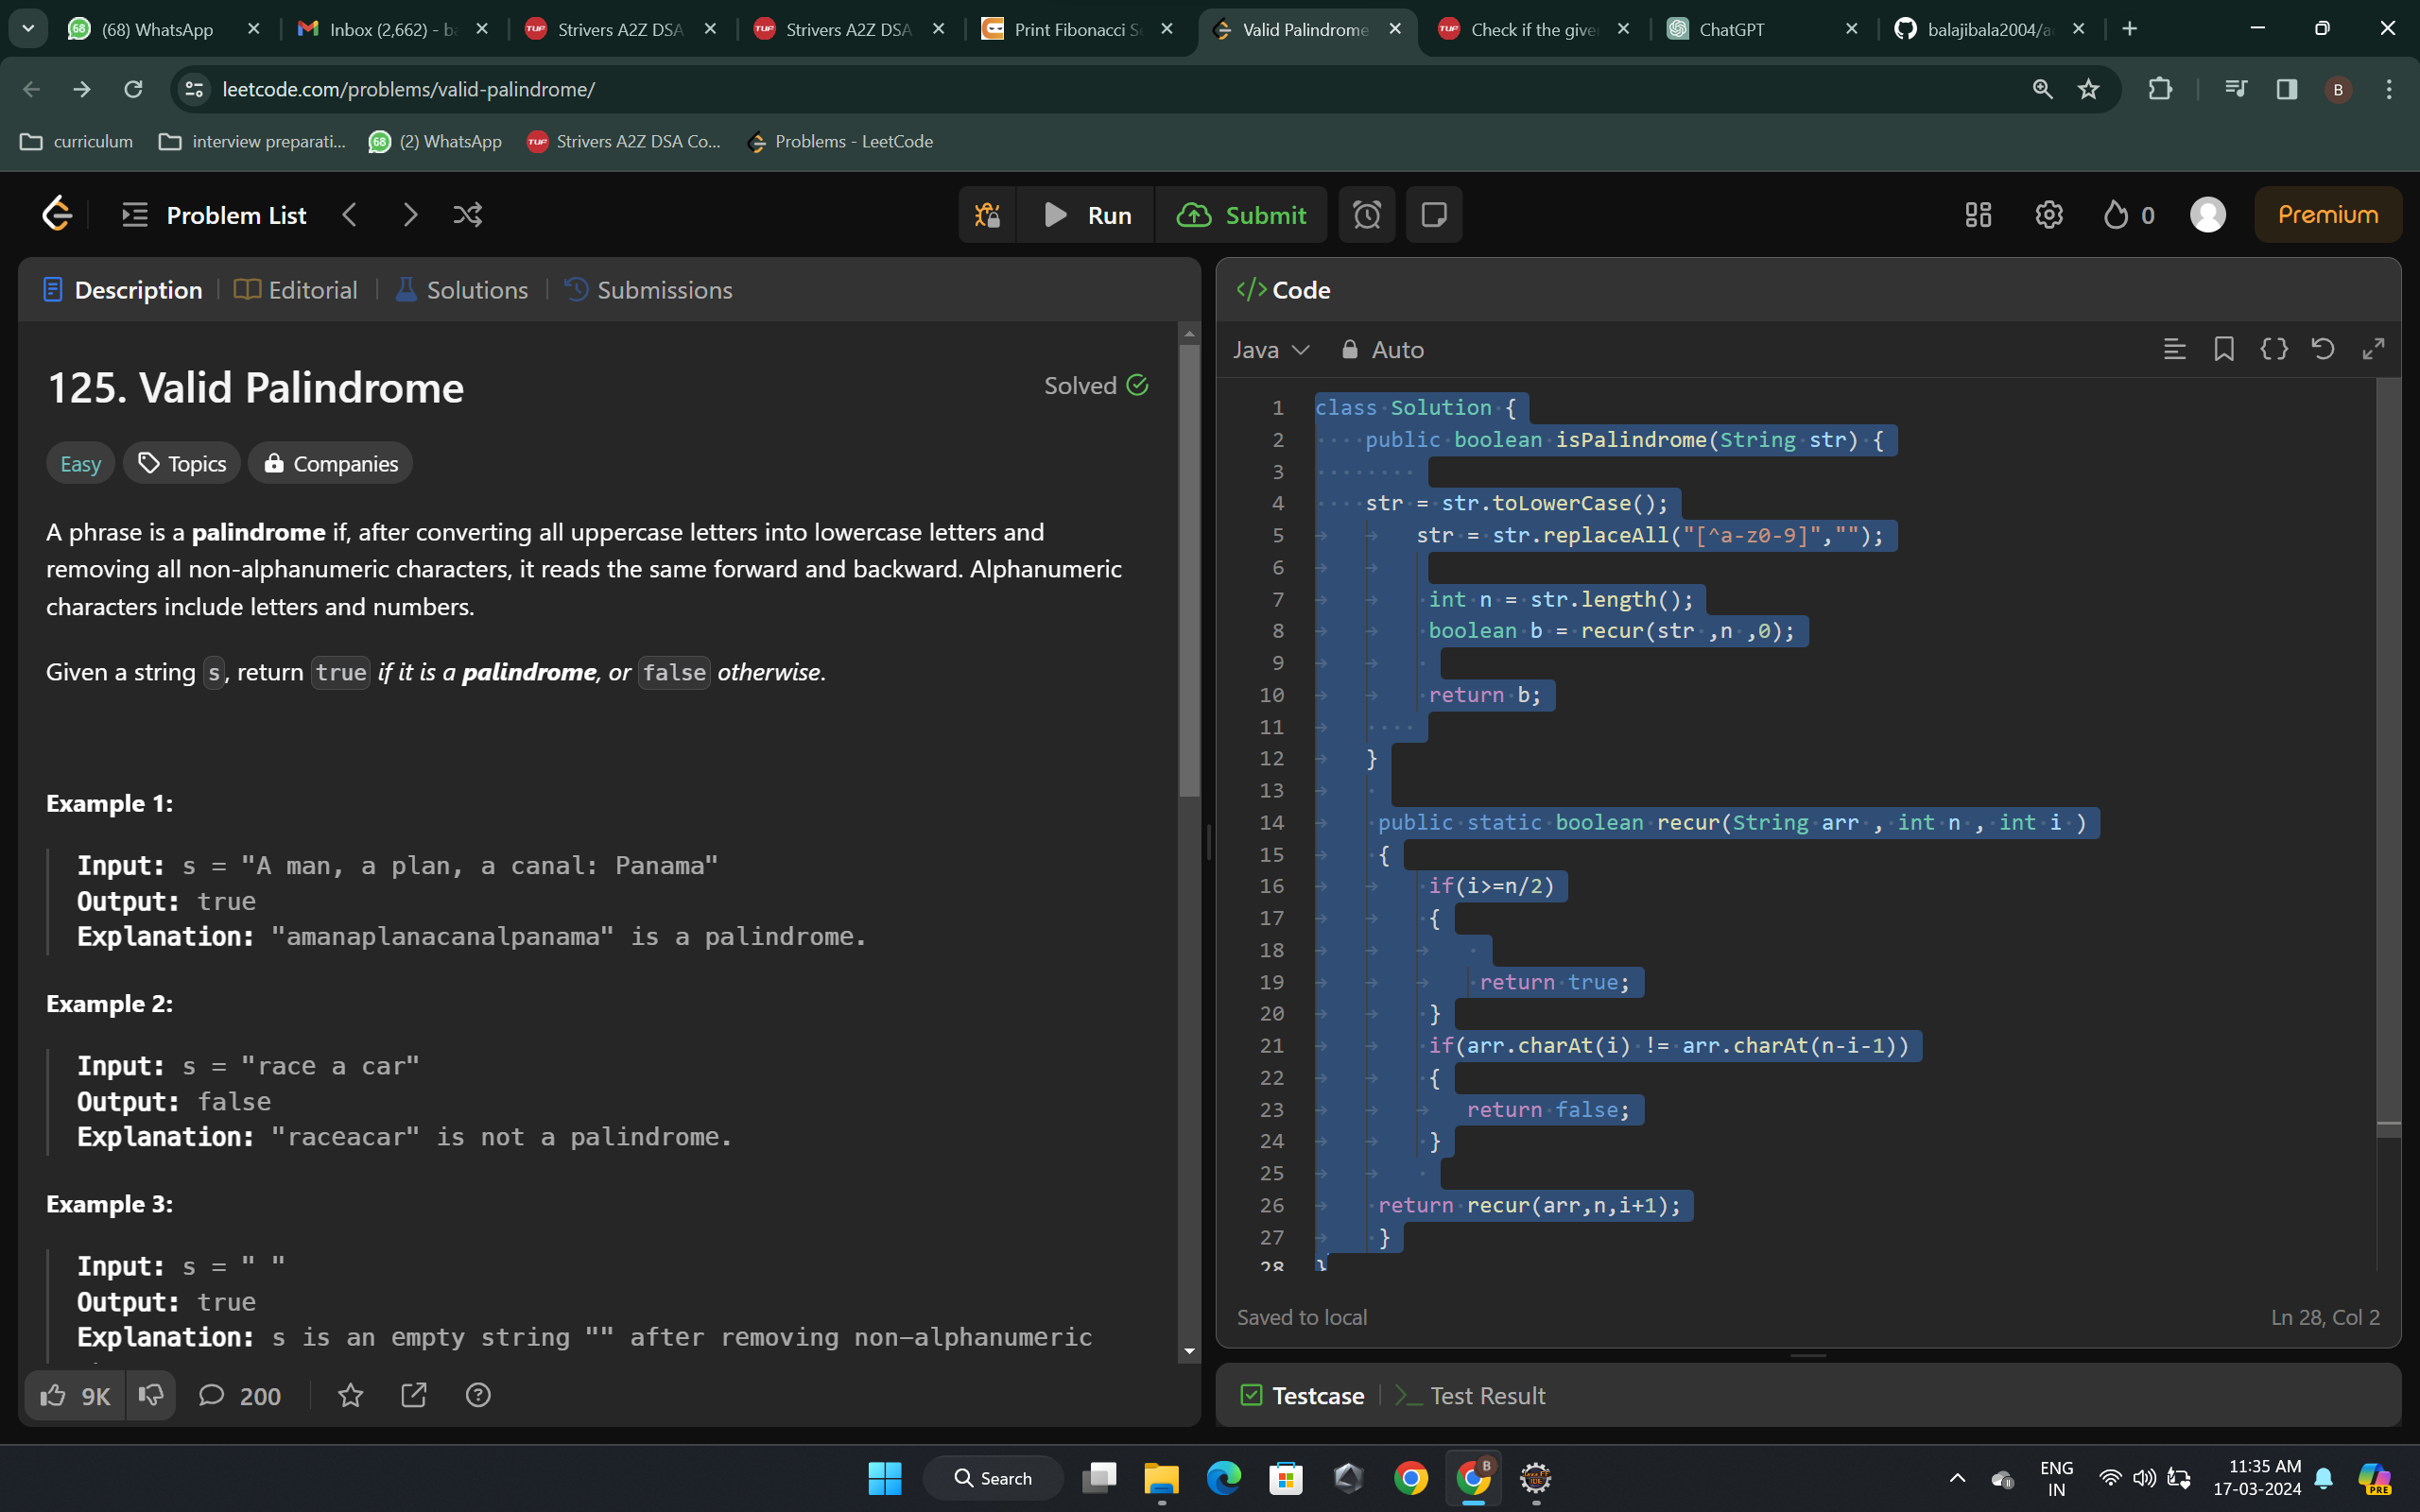 (68) WhatsApp
Inbox (2,662) - ba
Strivers A2Z DSA
Strivers A2Z DSA
Print Fibonacci Se
Valid Palindrome
Check if the give
ChatGPT
balajibala2004/a
leetcode.com/problems/valid-palindrome/
B
curriculum
interview preparati...
68
(2) WhatsApp
TUF
Strivers A2Z DSA Co...
Problems - LeetCode
Problem List
Run
Submit
0
Premium
Description
Editorial
Solutions
Submissions
125. Valid Palindrome
Solved
Easy
Topics
Companies
A phrase is a palindrome if, after converting all uppercase letters into lowercase letters and
removing all non-alphanumeric characters, it reads the same forward and backward. Alphanumeric
characters include letters and numbers.
Given a string s, return true if it is a palindrome, or false otherwise.
Example 1:
Input: s = "A man, a plan, a canal: Panama"
Output: true
Explanation: "amanaplanacanalpanama" is a palindrome.
Example 2:
Input: s = "race a car"
Output: false
Explanation: "raceacar" is not a palindrome.
Example 3:
Input: s = " "
Output: true
Explanation: s is an empty string "" after removing non-alphanumeric
9K
200
</> Code
Java
Auto
1 class Solution {
2 public boolean isPalindrome(String str) {
3
4 str = str.toLowerCase();
5 str = str.replaceAll("[^a-z0-9]","");
6
7 int n = str.length();
8 boolean b = recur(str ,n ,0);
9
10 return b;
11
12 }
13
14 public static boolean recur(String arr , int n , int i )
15 {
16 if(i>=n/2)
17 {
18
19 return true;
20 }
21 if(arr.charAt(i) != arr.charAt(n-i-1))
22 {
23 return false;
24 }
25
26 return recur(arr,n,i+1);
27 }
28 }
Saved to local
Ln 28, Col 2
Testcase
Test Result
Search
B
ENG
IN
11:35 AM
17-03-2024
PRE